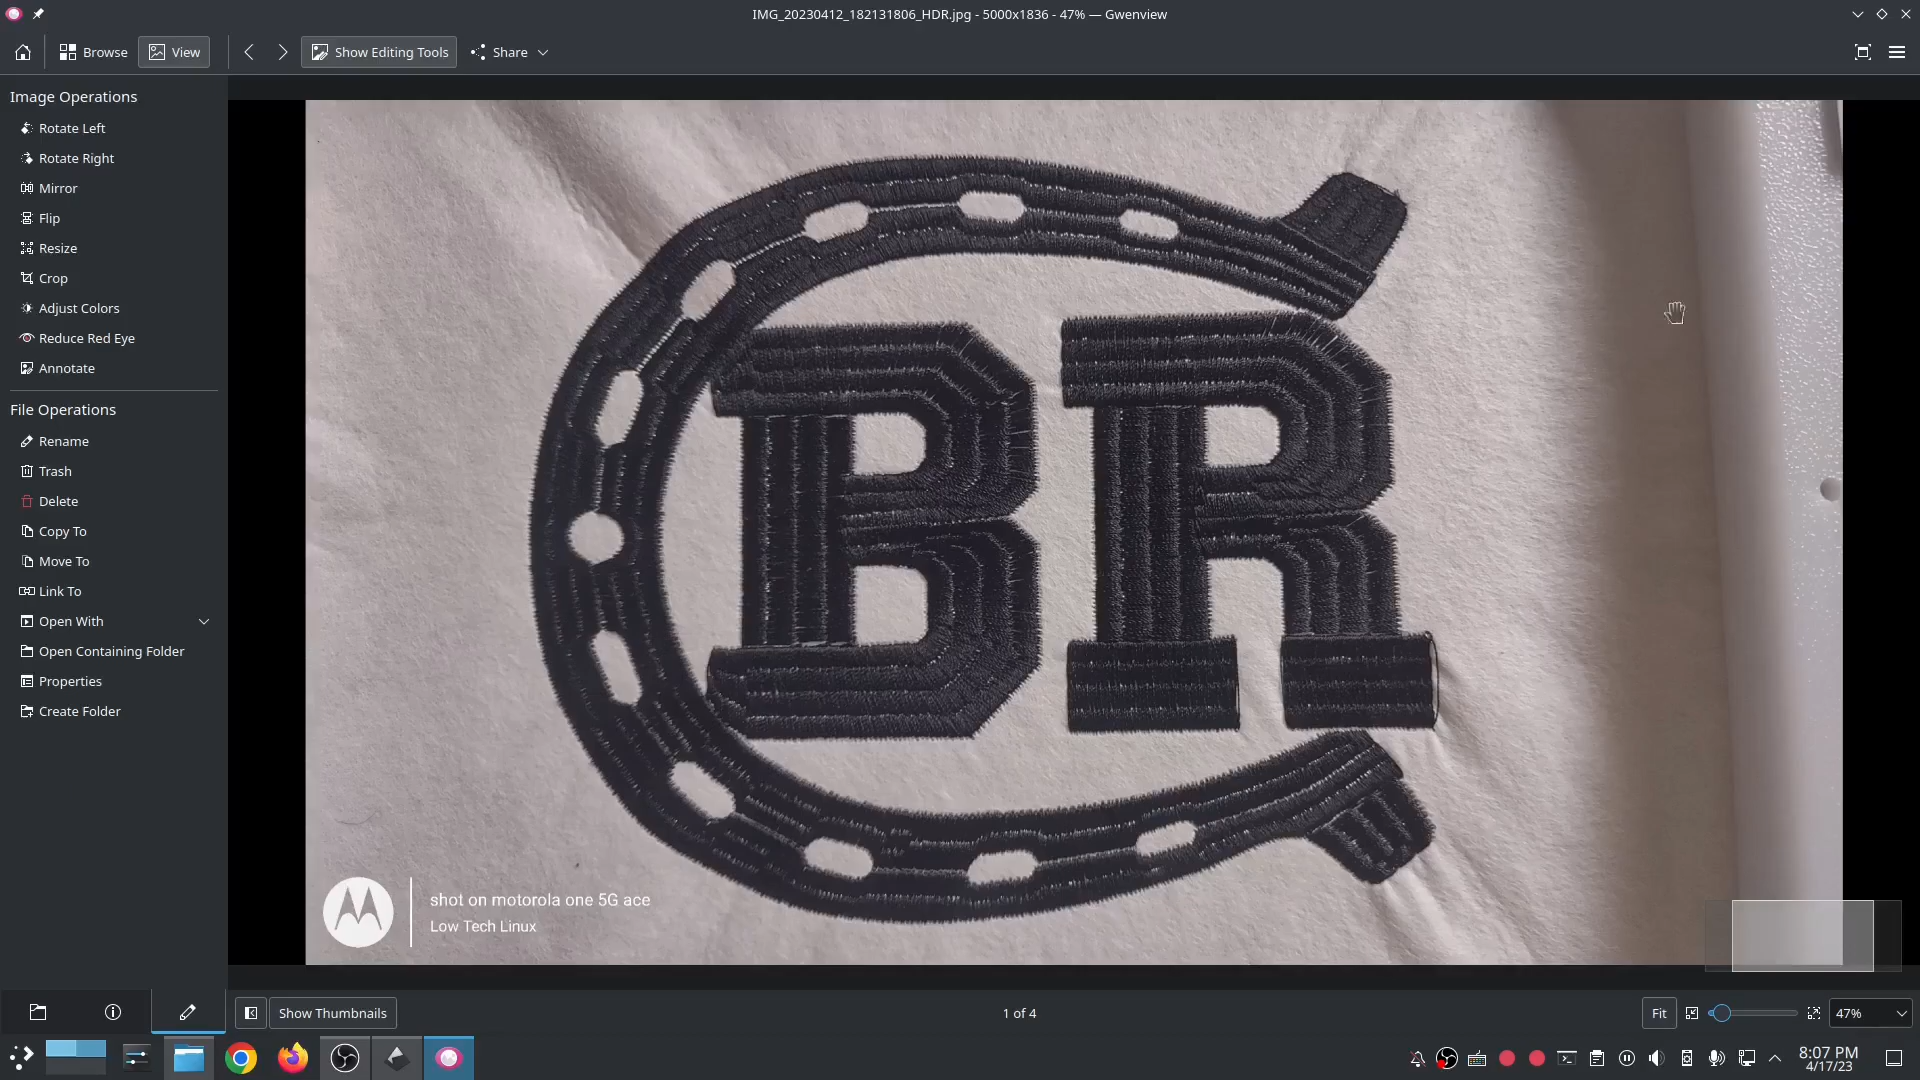 IMG_20230412_182131806_HDR.jpg - 5000x1836 - 47% — Gwenview
Browse
View
Show Editing Tools
Share
Image Operations
Rotate Left
Rotate Right
Mirror
Flip
Resize
Crop
Adjust Colors
Reduce Red Eye
Annotate
File Operations
Rename
Trash
Delete
Copy To
Move To
Link To
Open With
Open Containing Folder
Properties
Create Folder
BR
shot on motorola one 5G ace
Low Tech Linux
Show Thumbnails
1 of 4
Fit
47%
8:07 PM
4/17/23